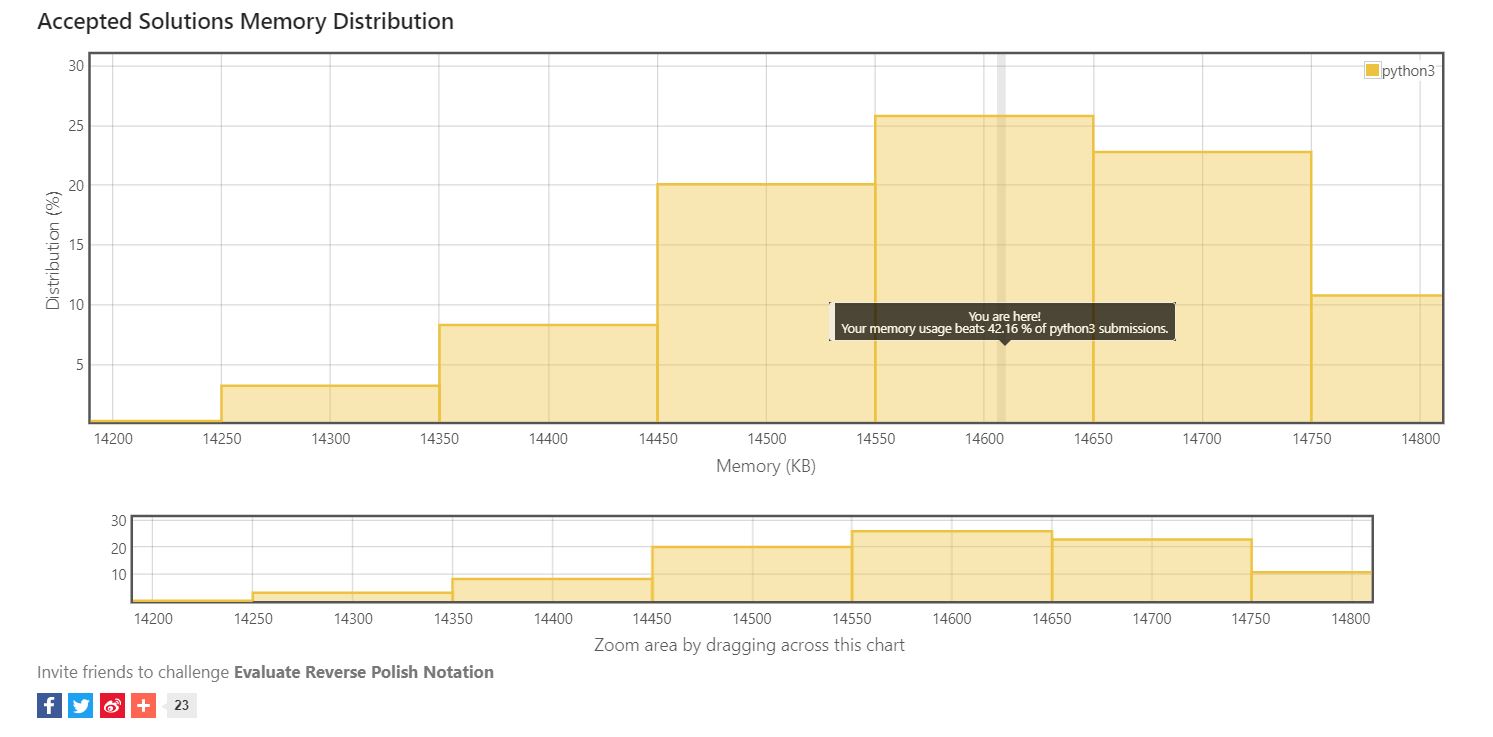 Accepted Solutions Memory Distribution
30
25
20
15
10
5
Distribution (%)
python3
You are here!
Your memory usage beats 42.16 % of python3 submissions.
14200 14250 14300 14350 14400 14450 14500 14550 14600 14650 14700 14750 14800
Memory (KB)
30
20
10
14200 14250 14300 14350 14400 14450 14500 14550 14600 14650 14700 14750 14800
Zoom area by dragging across this chart
Invite friends to challenge Evaluate Reverse Polish Notation
23